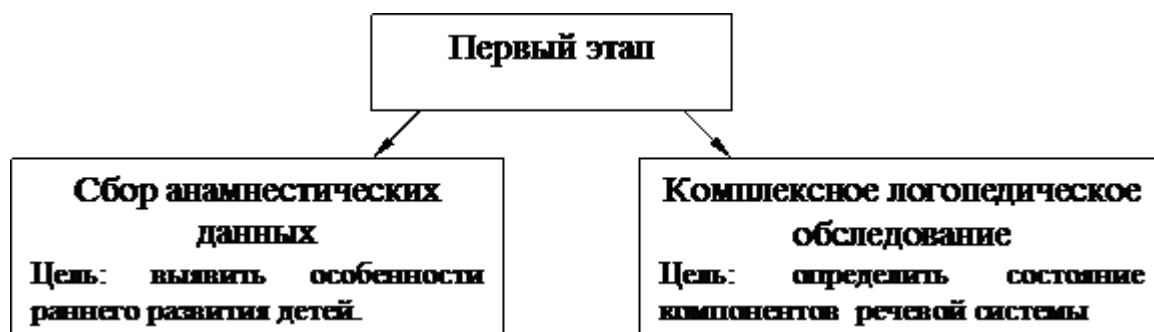 Первый этап
Сбор анамнестических
данных
Цель: выявить особенности
раннего развития детей.
Комплексное логопедическое
обследование
Цель: определить состояние
компонентов речевой системы